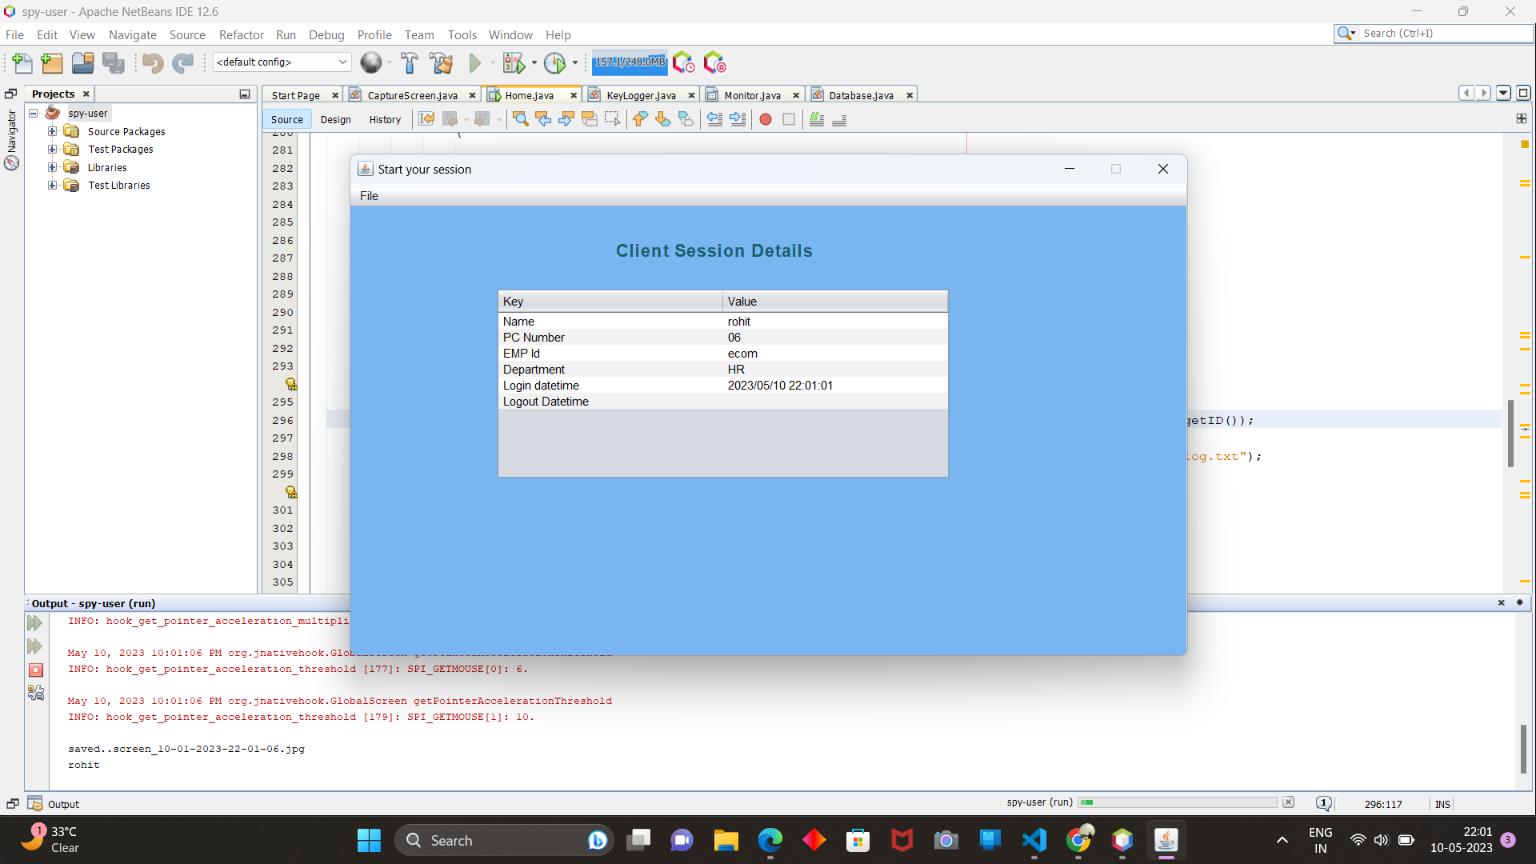 spy-user - Apache NetBeans IDE 12.6
File Edit View Navigate Source Refactor Run Debug Profile Team Tools Window Help
Search (Ctrl+I)
<default config>
157.1/248.0MB
Projects
Start Page CaptureScreen.java Home.java KeyLogger.java Monitor.java Database.java
Navigator
spy-user
Source Packages
Test Packages
Libraries
Test Libraries
Source Design History
280
281
282
283
284
285
286
287
288
289
290
291
292
293
295
296
297
298
299
301
302
303
304
305
getID());
log.txt");
Start your session
File
Client Session Details
Key Value
Name rohit
PC Number 06
EMP Id ecom
Department HR
Login datetime 2023/05/10 22:01:01
Logout Datetime
Output - spy-user (run)
INFO: hook_get_pointer_acceleration_multipli
May 10, 2023 10:01:06 PM org.jnativehook.GlobalScreen getPointerAccelerationThreshold
INFO: hook_get_pointer_acceleration_threshold [177]: SPI_GETMOUSE[0]: 6.
May 10, 2023 10:01:06 PM org.jnativehook.GlobalScreen getPointerAccelerationThreshold
INFO: hook_get_pointer_acceleration_threshold [179]: SPI_GETMOUSE[1]: 10.
saved..screen_10-01-2023-22-01-06.jpg
rohit
Output
spy-user (run)
1
296:117 INS
1
33°C
Clear
Search
ENG
IN
22:01
10-05-2023
3